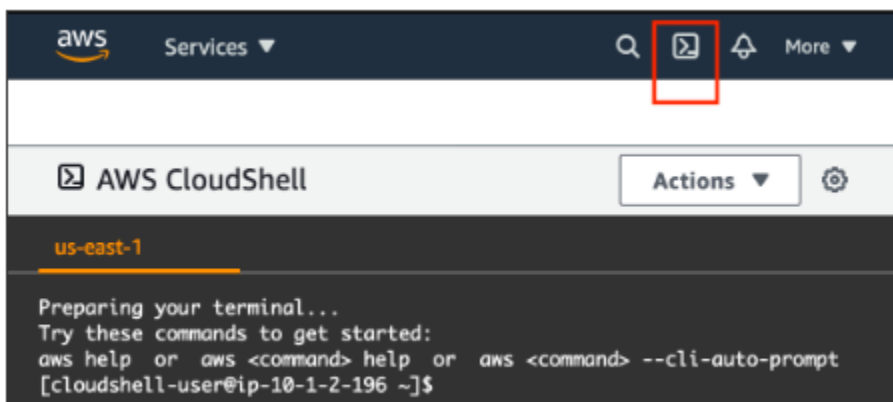 aws Services ▼ More ▼
AWS CloudShell Actions ▼
us-east-1
Preparing your terminal...
Try these commands to get started:
aws help or aws <command> help or aws <command> --cli-auto-prompt
[cloudshell-user@ip-10-1-2-196 ~]$